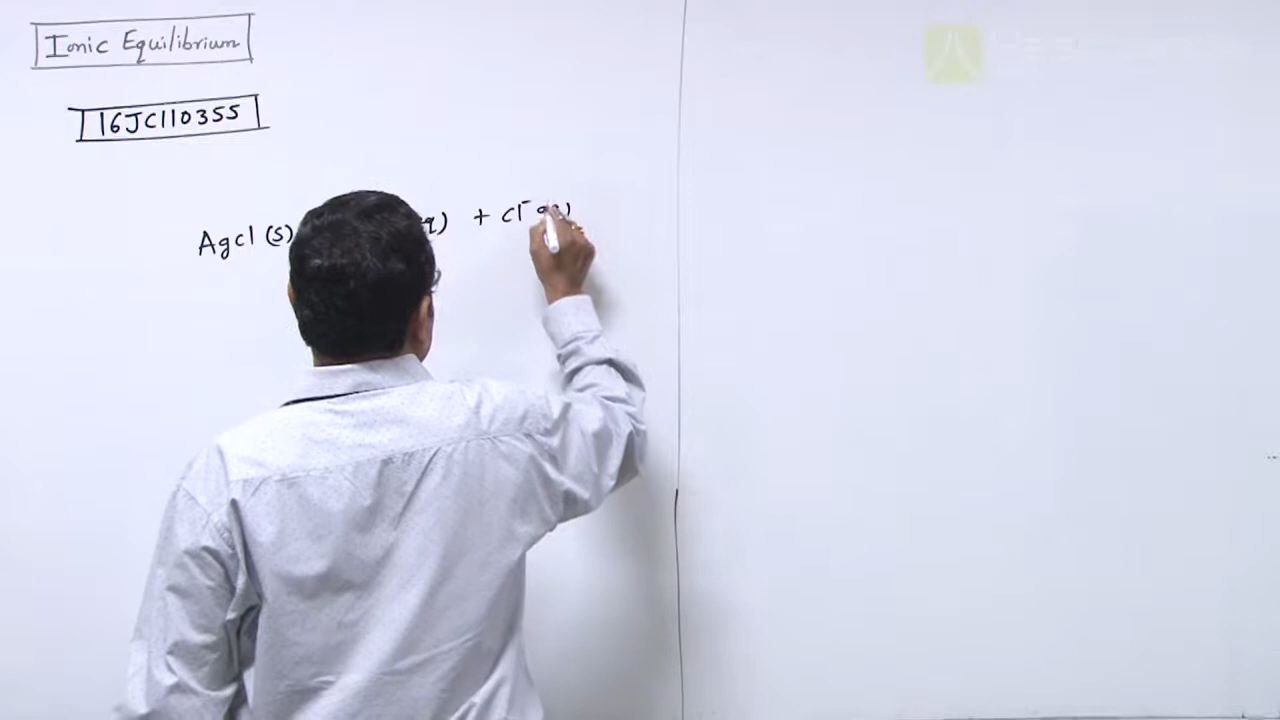 Ionic Equilibrium
16JC110355
AgCl (s) q) + Cl⁻